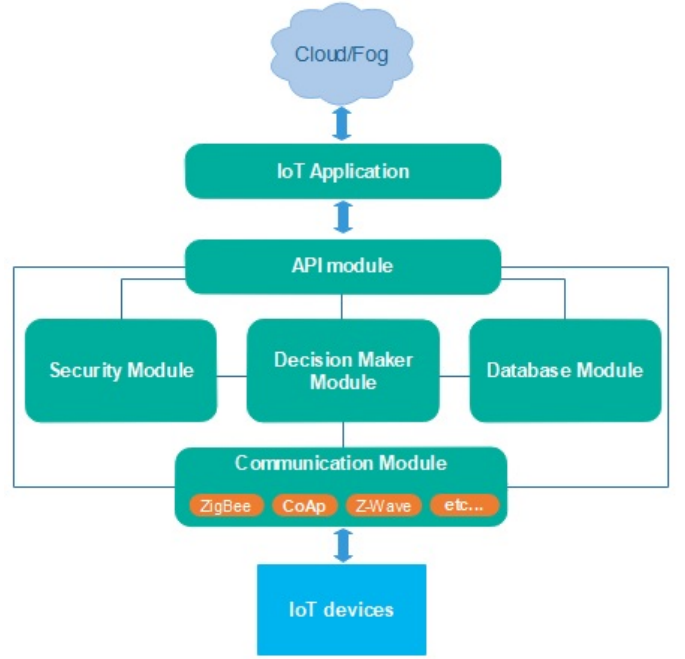 Cloud/Fog
IoT Application
API module
Security Module
Decision Maker
Module
Database Module
Communication Module
ZigBee
CoAp
Z-Wave
etc...
IoT devices